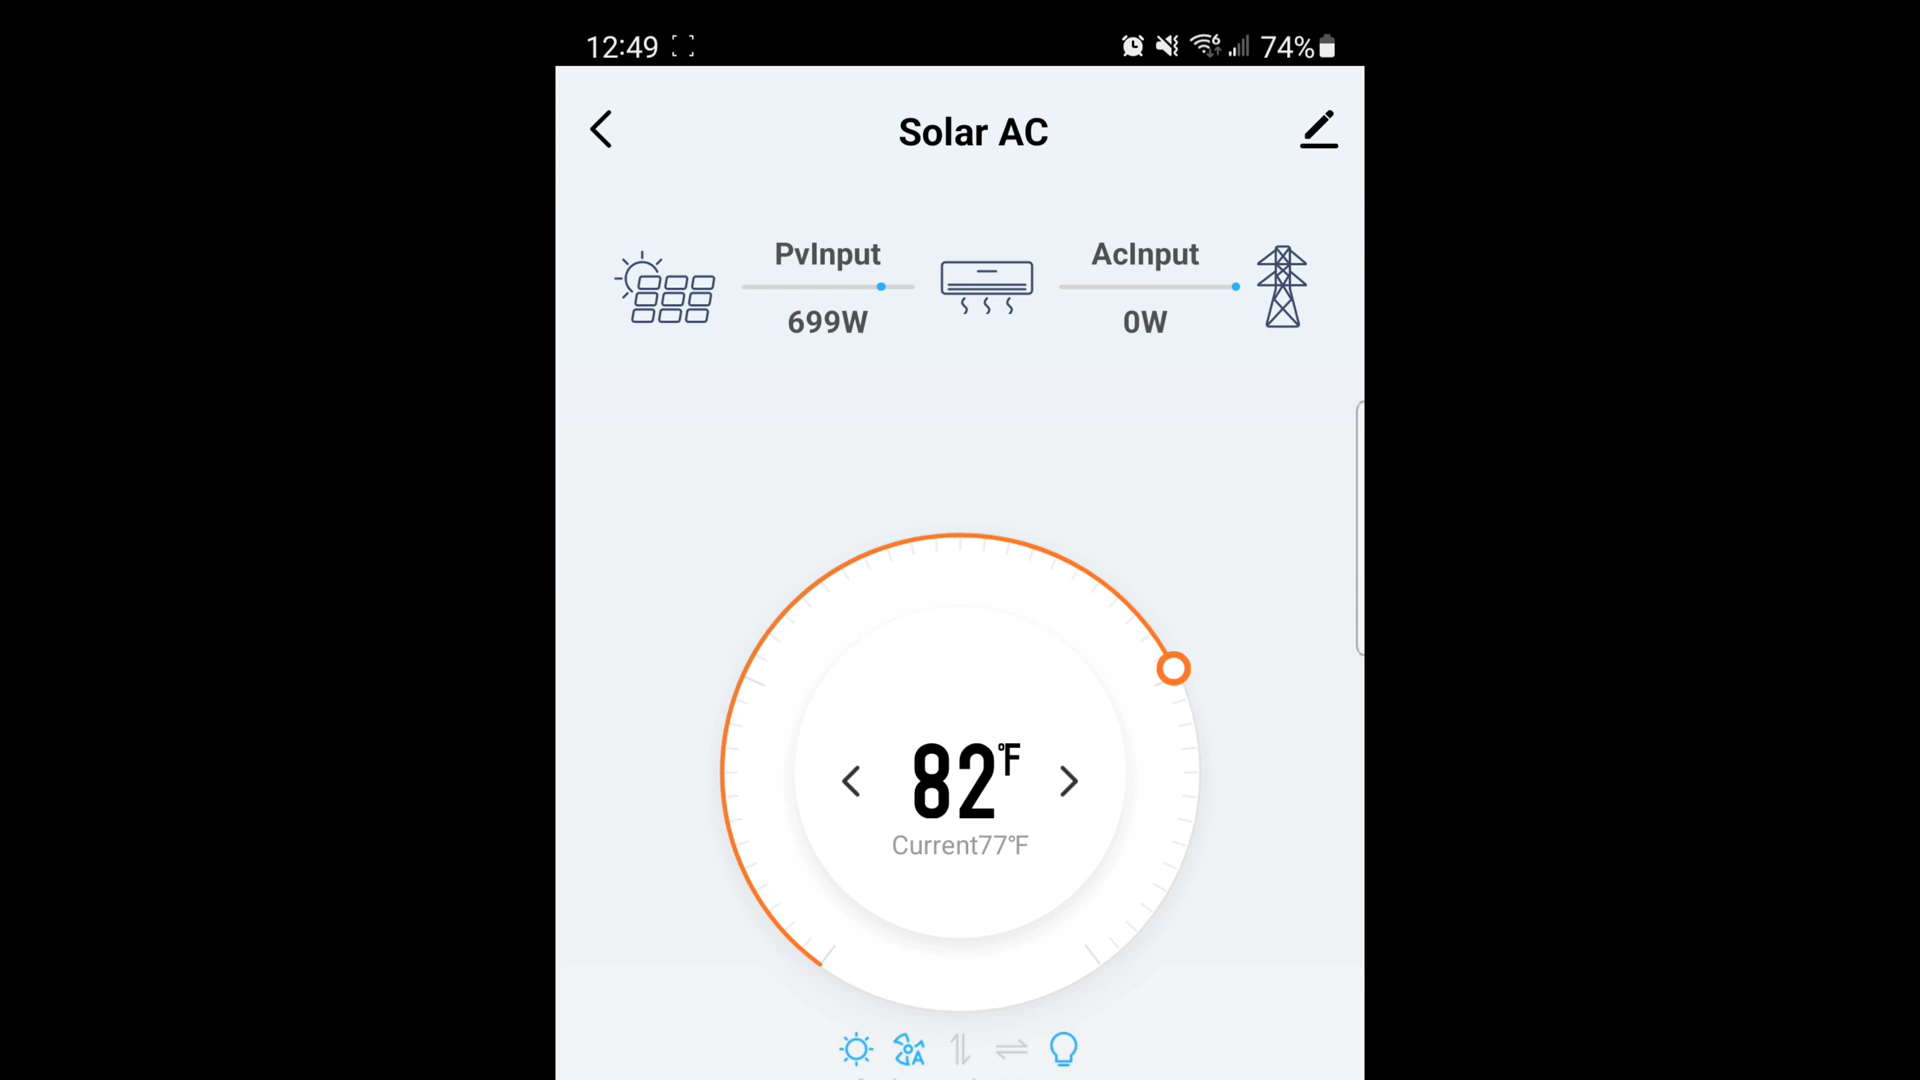 12:49
74%
Solar AC
PvInput
AcInput
699W
0W
82°F
Current77°F
A